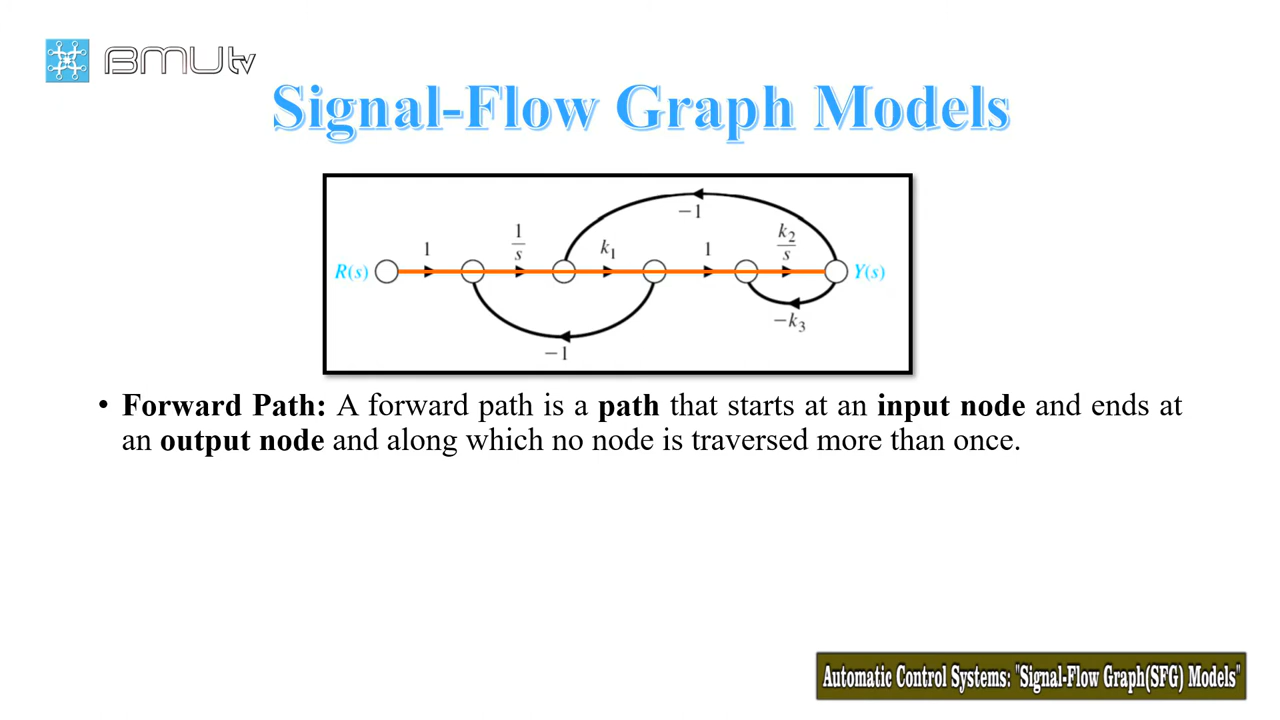 BMUtv
Signal-Flow Graph Models
−1
1
1/s
k₁
1
k₂/s
R(s)
Y(s)
−k₃
−1
• Forward Path: A forward path is a path that starts at an input node and ends at
an output node and along which no node is traversed more than once.
Automatic Control Systems: "Signal-Flow Graph(SFG) Models"